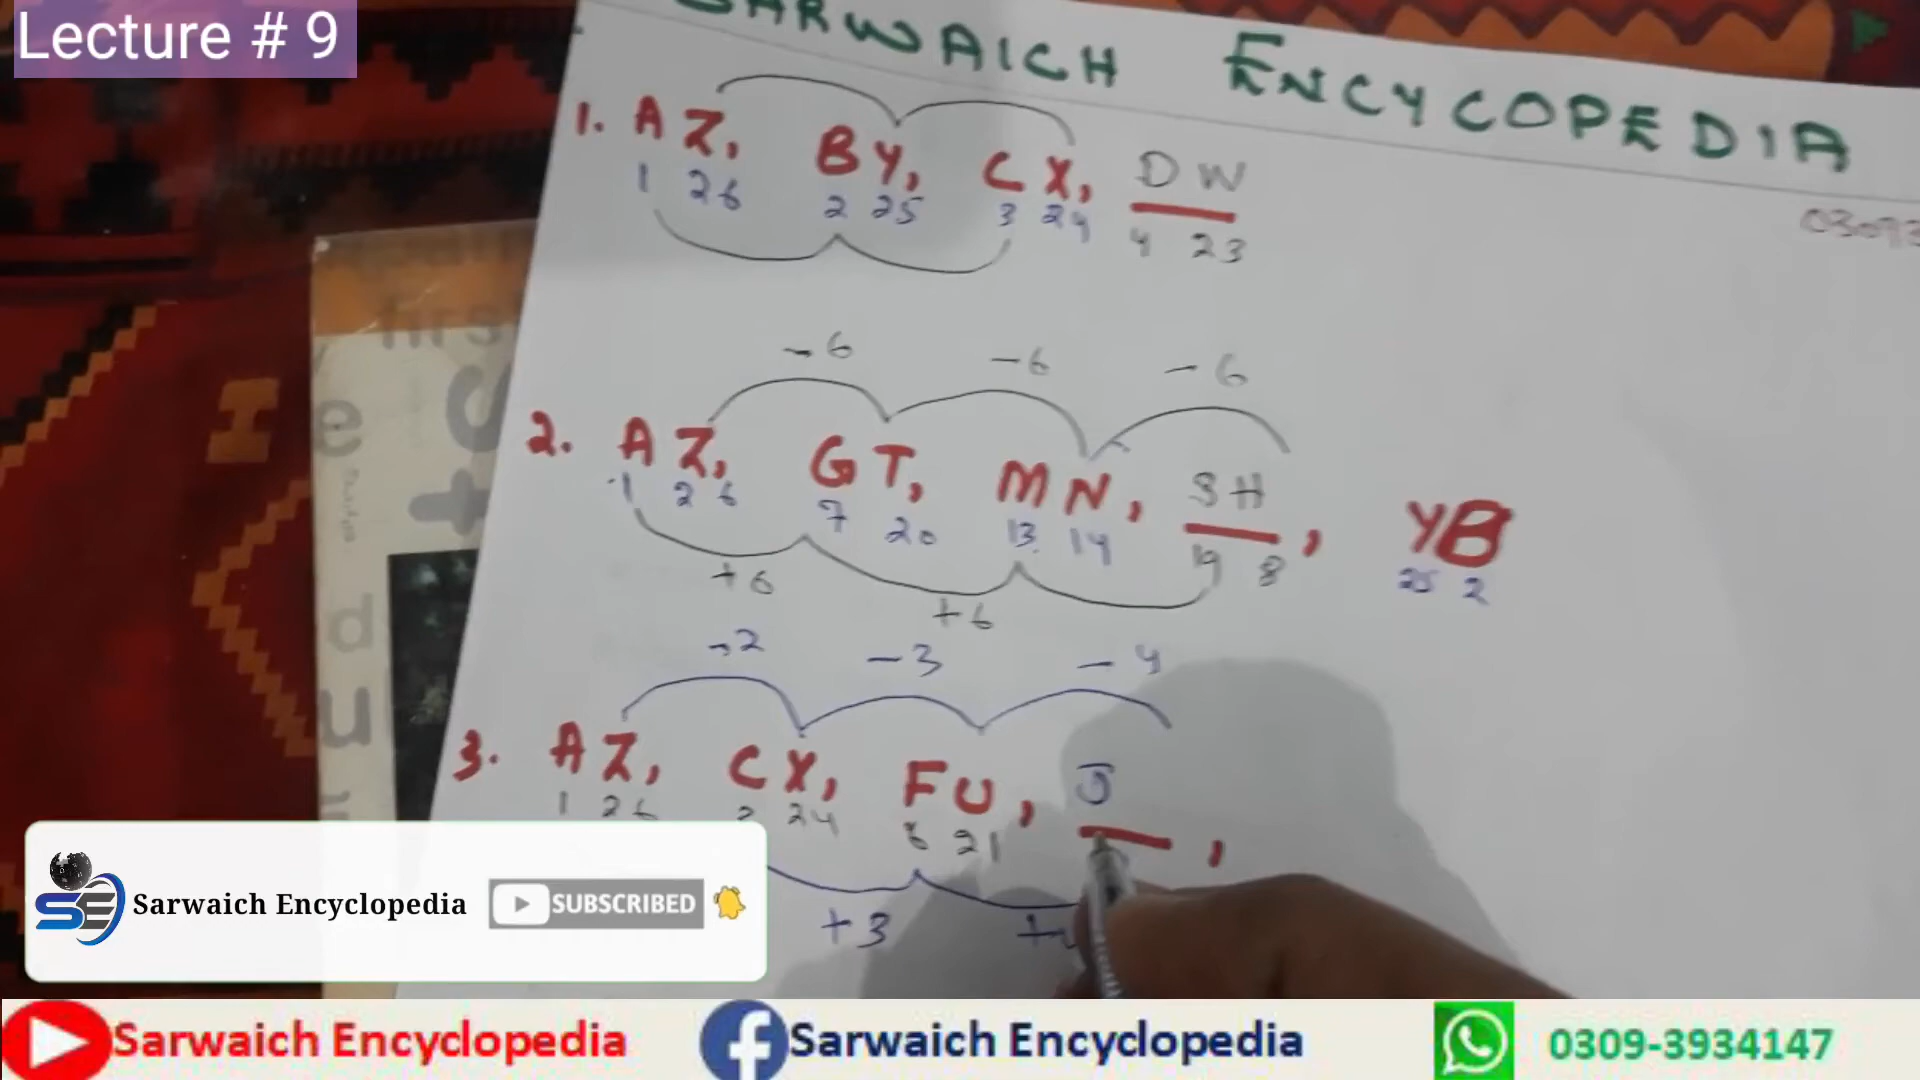 Lecture # 9
SARWAICH ENCYCOPEDIA
03093
1. AZ, BY, CX, DW
1 26 2 25 3 24 4 23
-6 -6 -6
2. AZ, GT, MN, SH, YB
1 26 7 20 13 14 19 8 25 2
+6 +6
-2 -3 -4
3. AZ, CX, FU, J ,
1 26 24 6 21
+3
Sarwaich Encyclopedia SUBSCRIBED
Sarwaich Encyclopedia Sarwaich Encyclopedia 0309-3934147